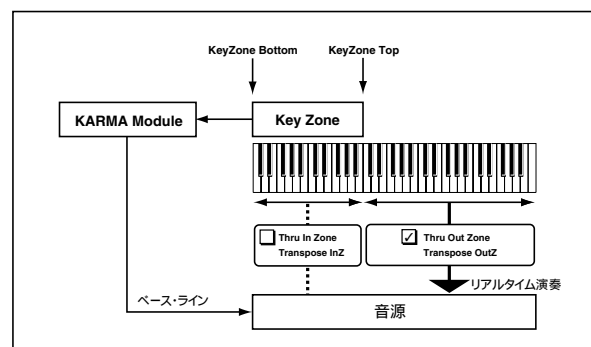 KeyZone Bottom
KeyZone Top
KARMA Module
Key Zone
Thru In Zone
Transpose InZ
Thru Out Zone
Transpose OutZ
リアルタイム演奏
ベース・ライン
音源